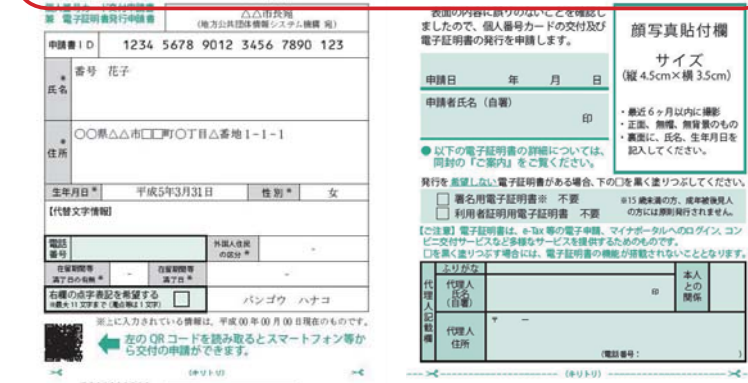 個人番号カード交付申請書
兼 電子証明書発行申請書
△△市長宛
(地方公共団体情報システム機構 宛)
申請書ID 1234 5678 9012 3456 7890 123
氏名*
番号 花子
住所*
○○県△△市□□町○丁目△番地1-1-1
生年月日* 平成5年3月31日 性別* 女
【代替文字情報】
電話番号
外国人住民の区分*
-
在留期間等満了日の有無*
-
在留期間等満了日*
-
右欄の点字表記を希望する □
※最大11文字まで(濁点等は1文字)
バンゴウ ハナコ
※上に入力されている情報は、平成00年00月00日現在のものです。
左のQRコードを読み取るとスマートフォン等か
ら交付の申請ができます。
(キリトリ)
表面の内容に誤りのないことを確認し
ましたので、個人番号カードの交付及び
電子証明書の発行を申請します。
申請日 年 月 日
申請者氏名(自署)
印
●以下の電子証明書の詳細については、
同封の「ご案内」をご覧ください。
顔写真貼付欄
サイズ
(縦4.5cm×横3.5cm)
・最近6ヶ月以内に撮影
・正面、無帽、無背景のもの
・裏面に、氏名、生年月日を
記入してください。
発行を希望しない電子証明書がある場合、下の□を黒く塗りつぶしてください。
□ 署名用電子証明書※ 不要
□ 利用者証明用電子証明書 不要
※15歳未満の方、成年被後見人
の方には原則発行されません。
【ご注意】電子証明書は、e-Tax等の電子申請、マイナポータルへのログイン、コン
ビニ交付サービスなど多様なサービスを提供するためのものです。
□を黒く塗りつぶす場合には、電子証明書の機能が搭載されないこととなります。
代理人記載欄
ふりがな
代理人
氏名
(自署)
印
本人
との
関係
代理人
住所
〒 -
(電話番号: )
(キリトリ)